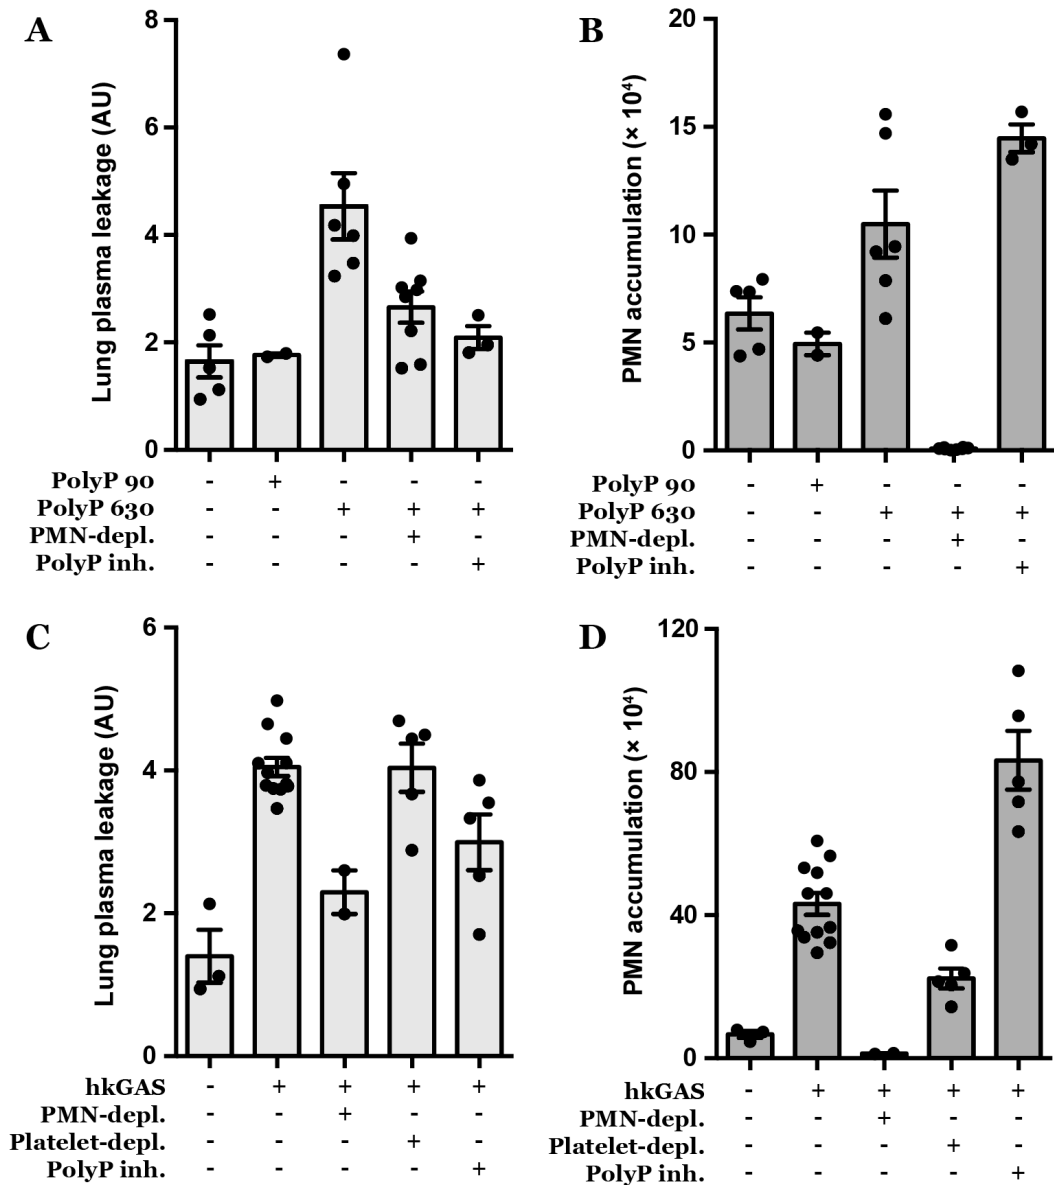 A
Lung plasma leakage (AU)
8
6
4
2
0
PolyP 90 - + - - -
PolyP 630 - - + + +
PMN-depl. - - - + -
PolyP inh. - - - - +
B
PMN accumulation (× 10⁴)
20
15
10
5
0
PolyP 90 - + - - -
PolyP 630 - - + + +
PMN-depl. - - - + -
PolyP inh. - - - - +
C
Lung plasma leakage (AU)
6
4
2
0
hkGAS - + + + +
PMN-depl. - - + - -
Platelet-depl. - - - + -
PolyP inh. - - - - +
D
PMN accumulation (× 10⁴)
120
80
40
0
hkGAS - + + + +
PMN-depl. - - + - -
Platelet-depl. - - - + -
PolyP inh. - - - - +